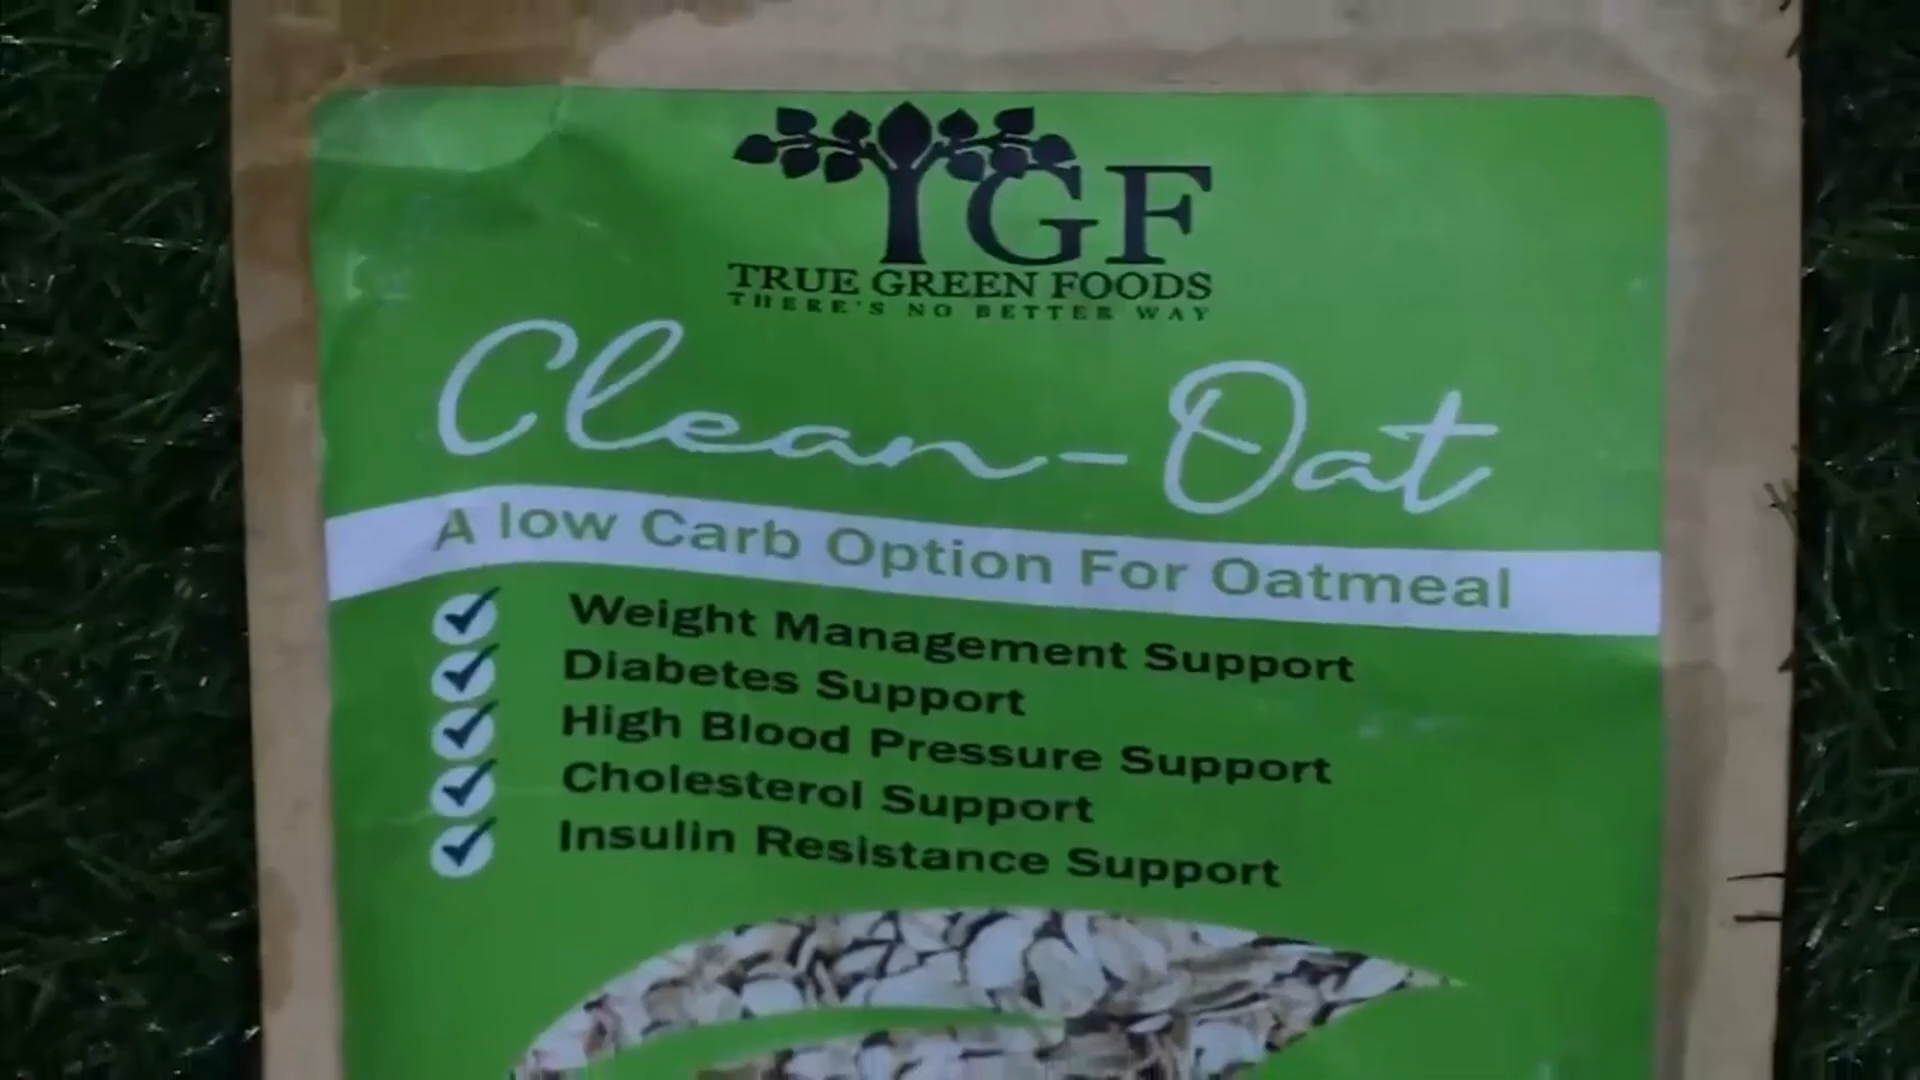 TGF
TRUE GREEN FOODS
THERE'S NO BETTER WAY
Clean-Oat
A low Carb Option For Oatmeal
Weight Management Support
Diabetes Support
High Blood Pressure Support
Cholesterol Support
Insulin Resistance Support